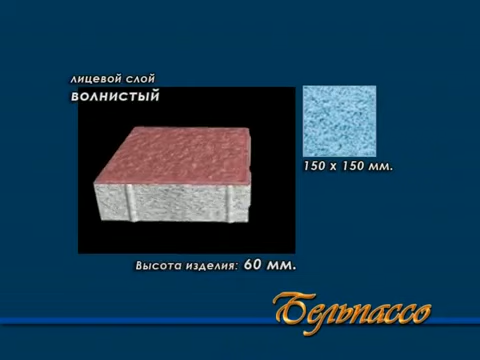 лицевой слой
волнистый
150 х 150 мм.
Высота изделия: 60 мм.
Бельпассо